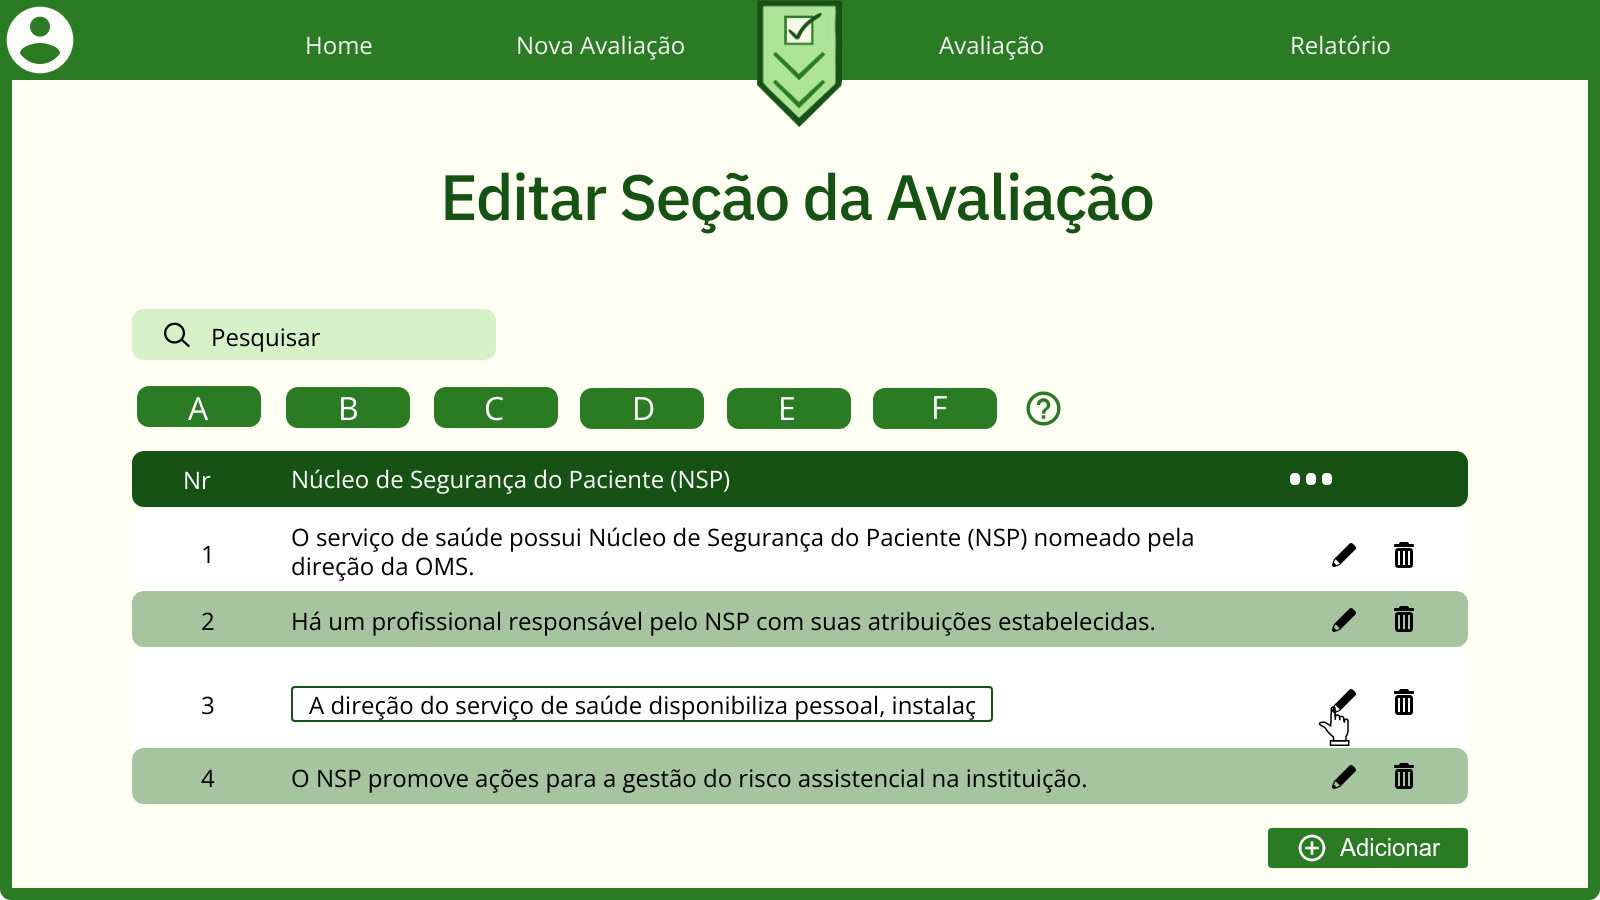 Home Nova Avaliação Avaliação Relatório
Editar Seção da Avaliação
Pesquisar
A B C D E F ?
Nr Núcleo de Segurança do Paciente (NSP)
1 O serviço de saúde possui Núcleo de Segurança do Paciente (NSP) nomeado pela
direção da OMS.
2 Há um profissional responsável pelo NSP com suas atribuições estabelecidas.
3 A direção do serviço de saúde disponibiliza pessoal, instalaç
4 O NSP promove ações para a gestão do risco assistencial na instituição.
Adicionar